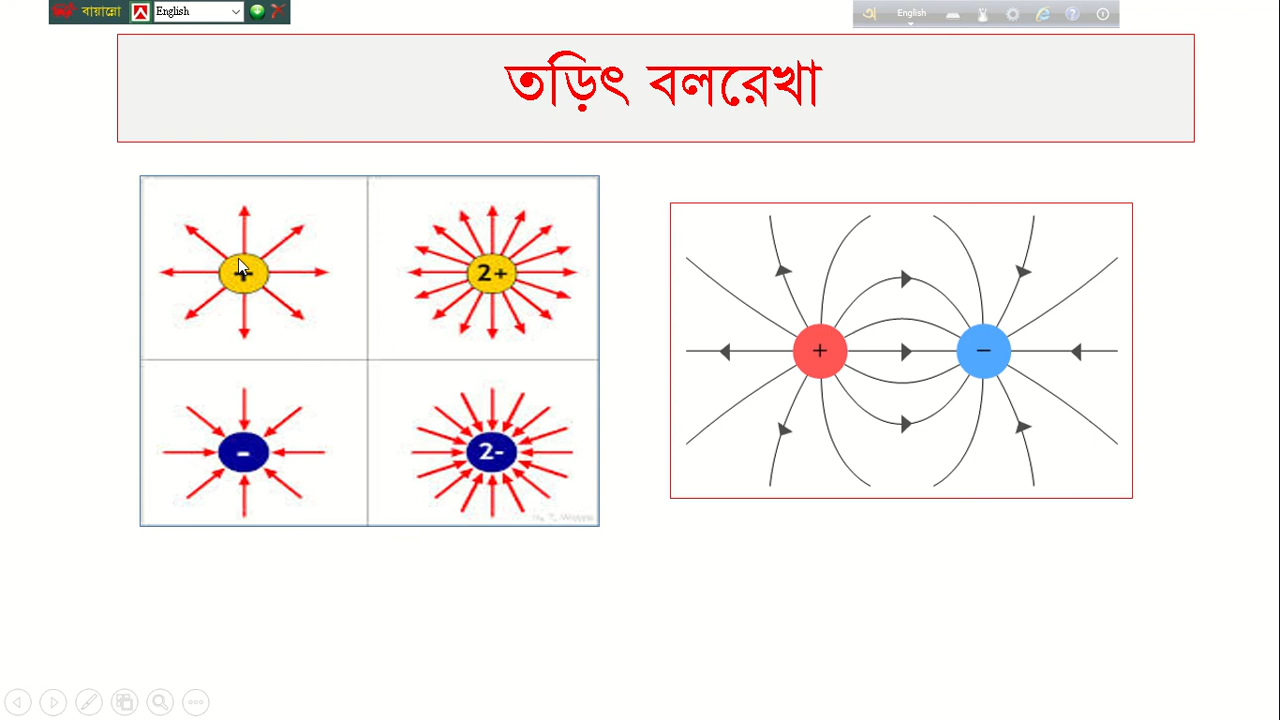 বায়ান্নো English
English
তড়িৎ বলরেখা
+ 2+
- 2-
+ −